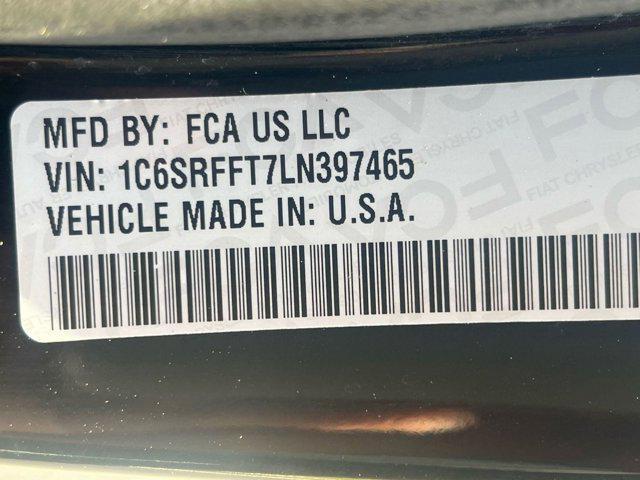 MFD BY: FCA US LLC
VIN: 1C6SRFFT7LN397465
VEHICLE MADE IN: U.S.A.